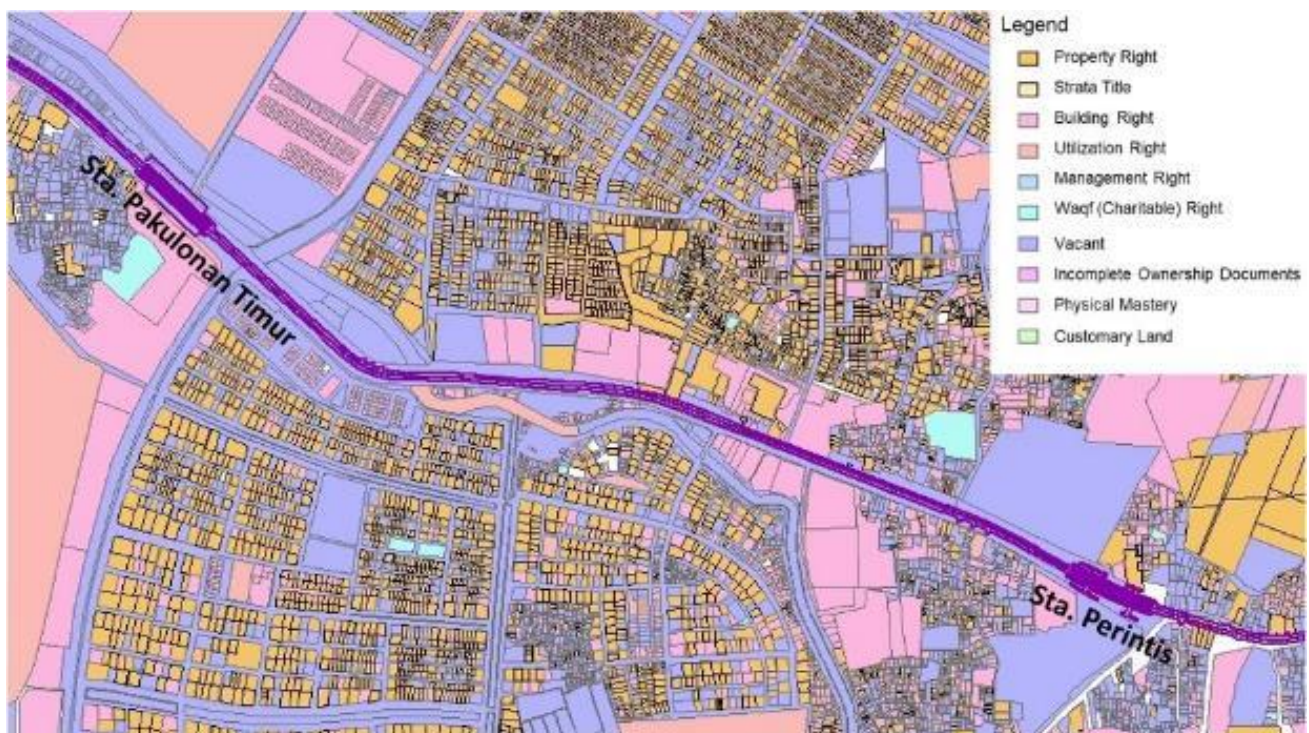 Legend
Property Right
Strata Title
Building Right
Utilization Right
Management Right
Waqf (Charitable) Right
Vacant
Incomplete Ownership Documents
Physical Mastery
Customary Land
Sta. Pakulonan Timur
Sta. Perintis